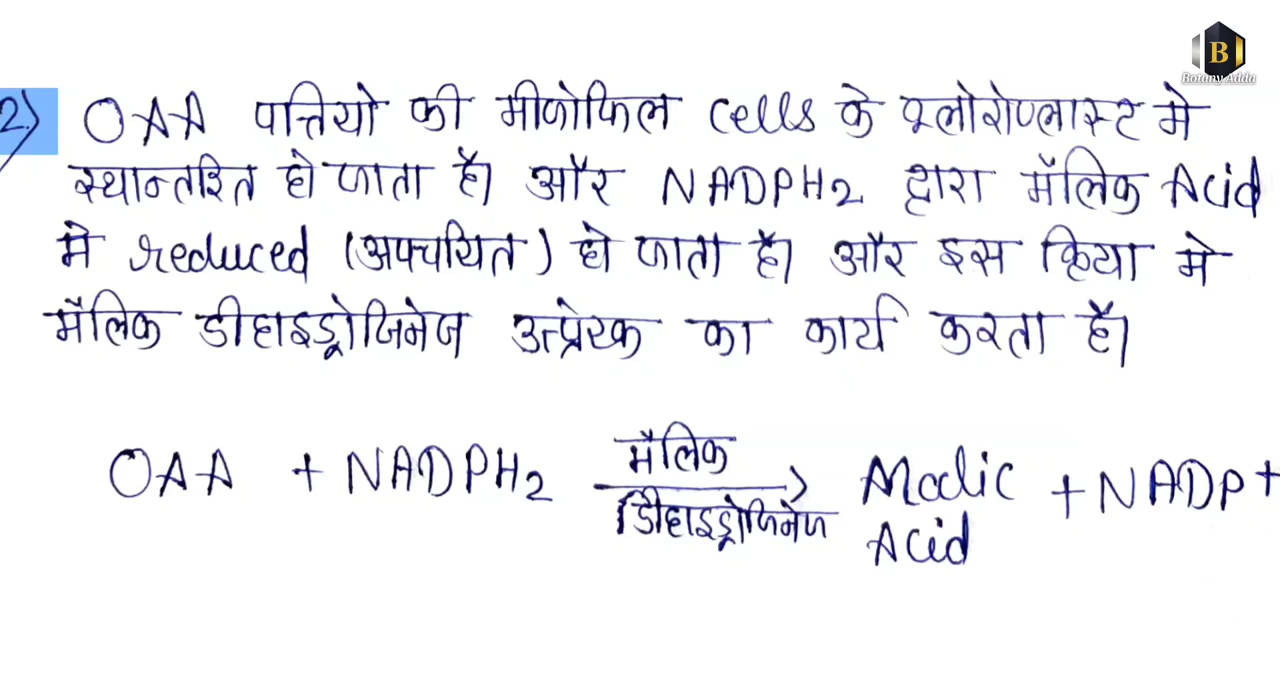 B
Botany Adda
2) OAA पत्तियो की मीजोफिल cells के क्लोरोप्लास्ट मे
स्थान्तरित हो जाता है। और NADPH2 द्वारा मॅलिक Acid
मे reduced (अपचयित) हो जाता है। और इस क्रिया मे
मैलिक डीहाइड्रोजिनेज उत्प्रेरक का कार्य करता है।
मैलिक
OAA + NADPH2 → Malic + NADP+
डीहाइड्रोजिनेज Acid